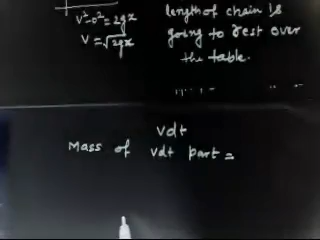 v²-0² = 2gx
v = √2gx
length of chain is
going to rest over
the table.
vdt
Mass of vdt part =